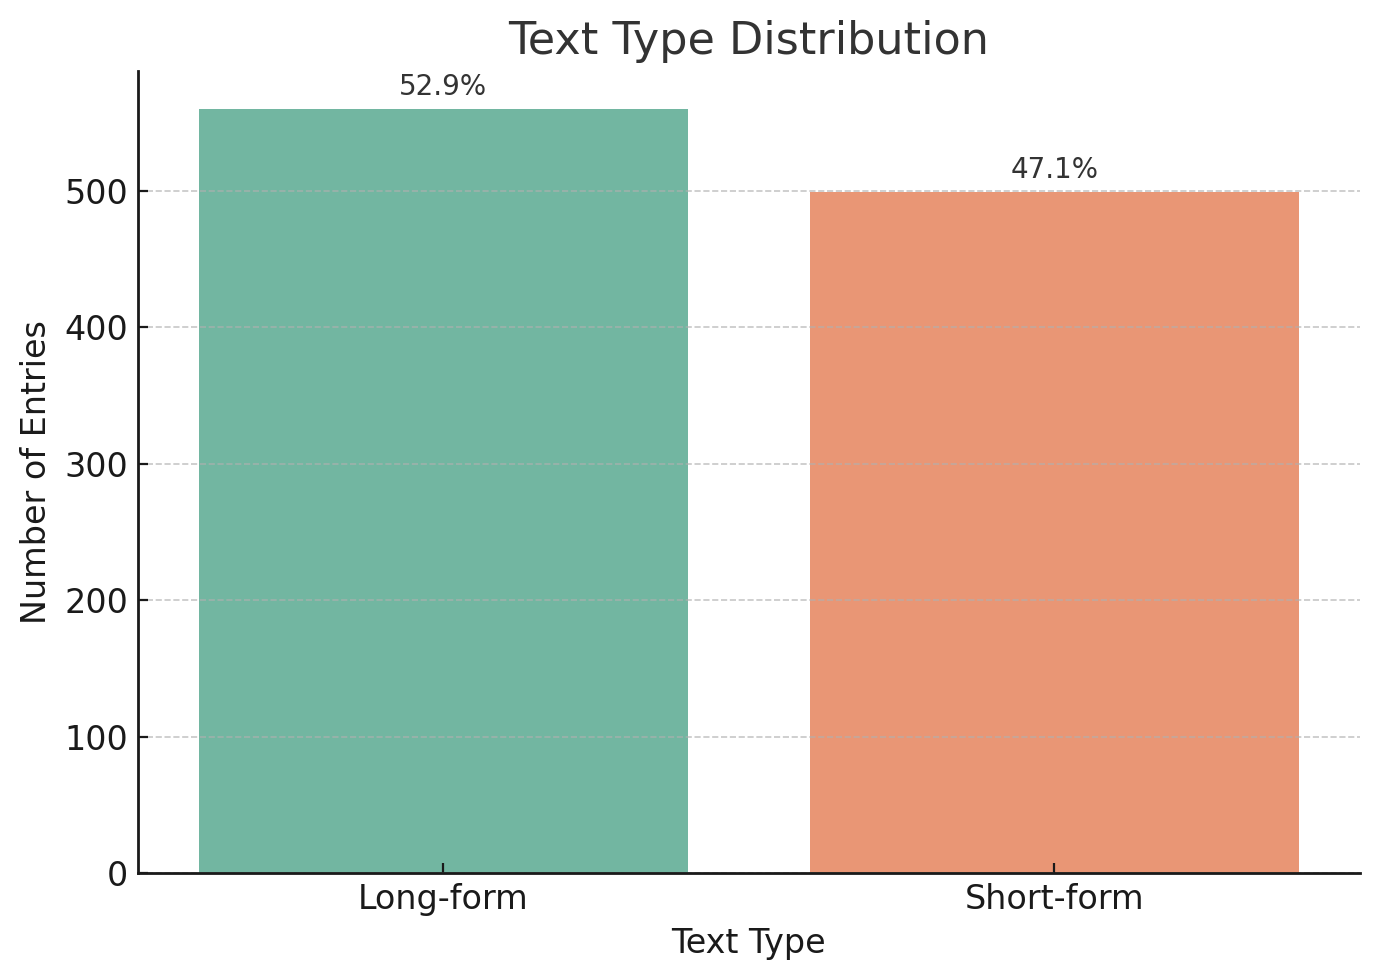 Text Type Distribution
52.9%
47.1%
500
400
300
200
100
0
Number of Entries
Long-form
Short-form
Text Type